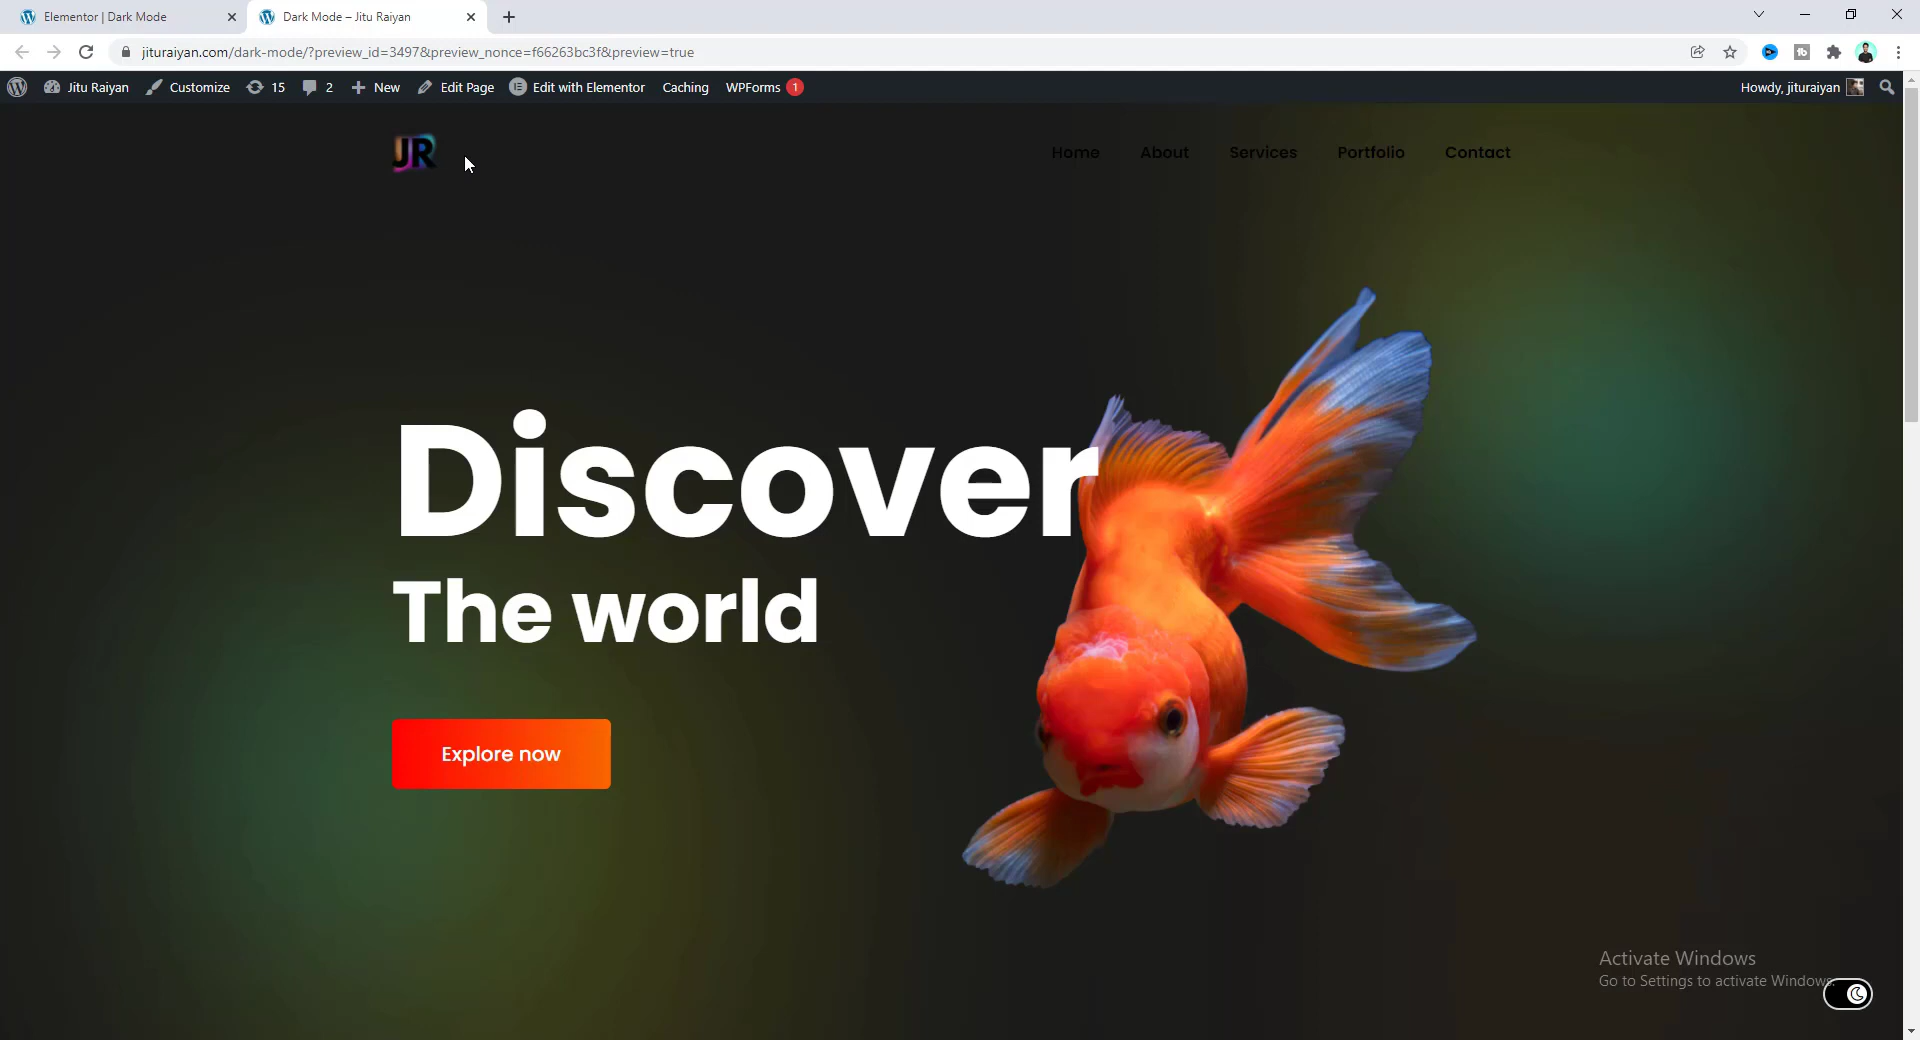 Elementor | Dark Mode
Dark Mode – Jitu Raiyan
jituraiyan.com/dark-mode/?preview_id=3497&preview_nonce=f66263bc3f&preview=true
Jitu Raiyan Customize 15 2 New Edit Page Edit with Elementor Caching WPForms 1 Howdy, jituraiyan
JR Home About Services Portfolio Contact
Discover
The world
Explore now
Activate Windows
Go to Settings to activate Windows.